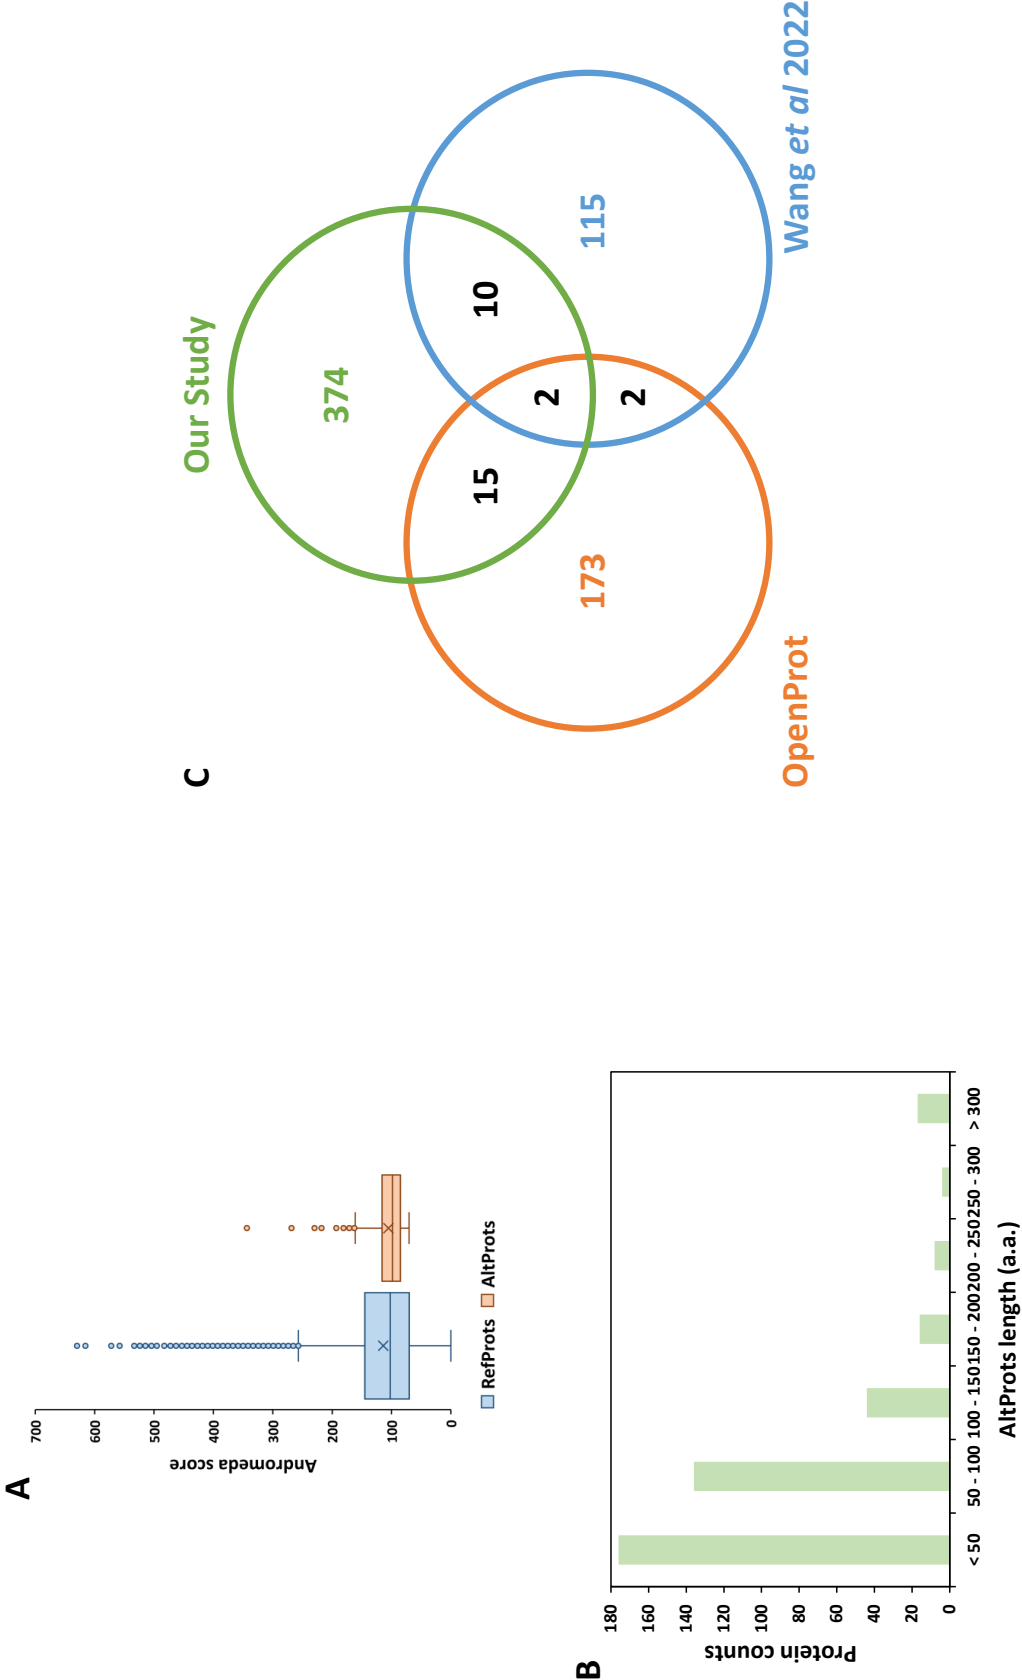 A
Andromeda score
700
600
500
400
300
200
100
0
RefProts
AltProts
B
Protein counts
180
160
140
120
100
80
60
40
20
0
< 50
50 - 100
100 - 150
150 - 200
200 - 250
250 - 300
> 300
AltProts length (a.a.)
C
Our Study
374
15
10
2
2
173
115
OpenProt
Wang et al 2022